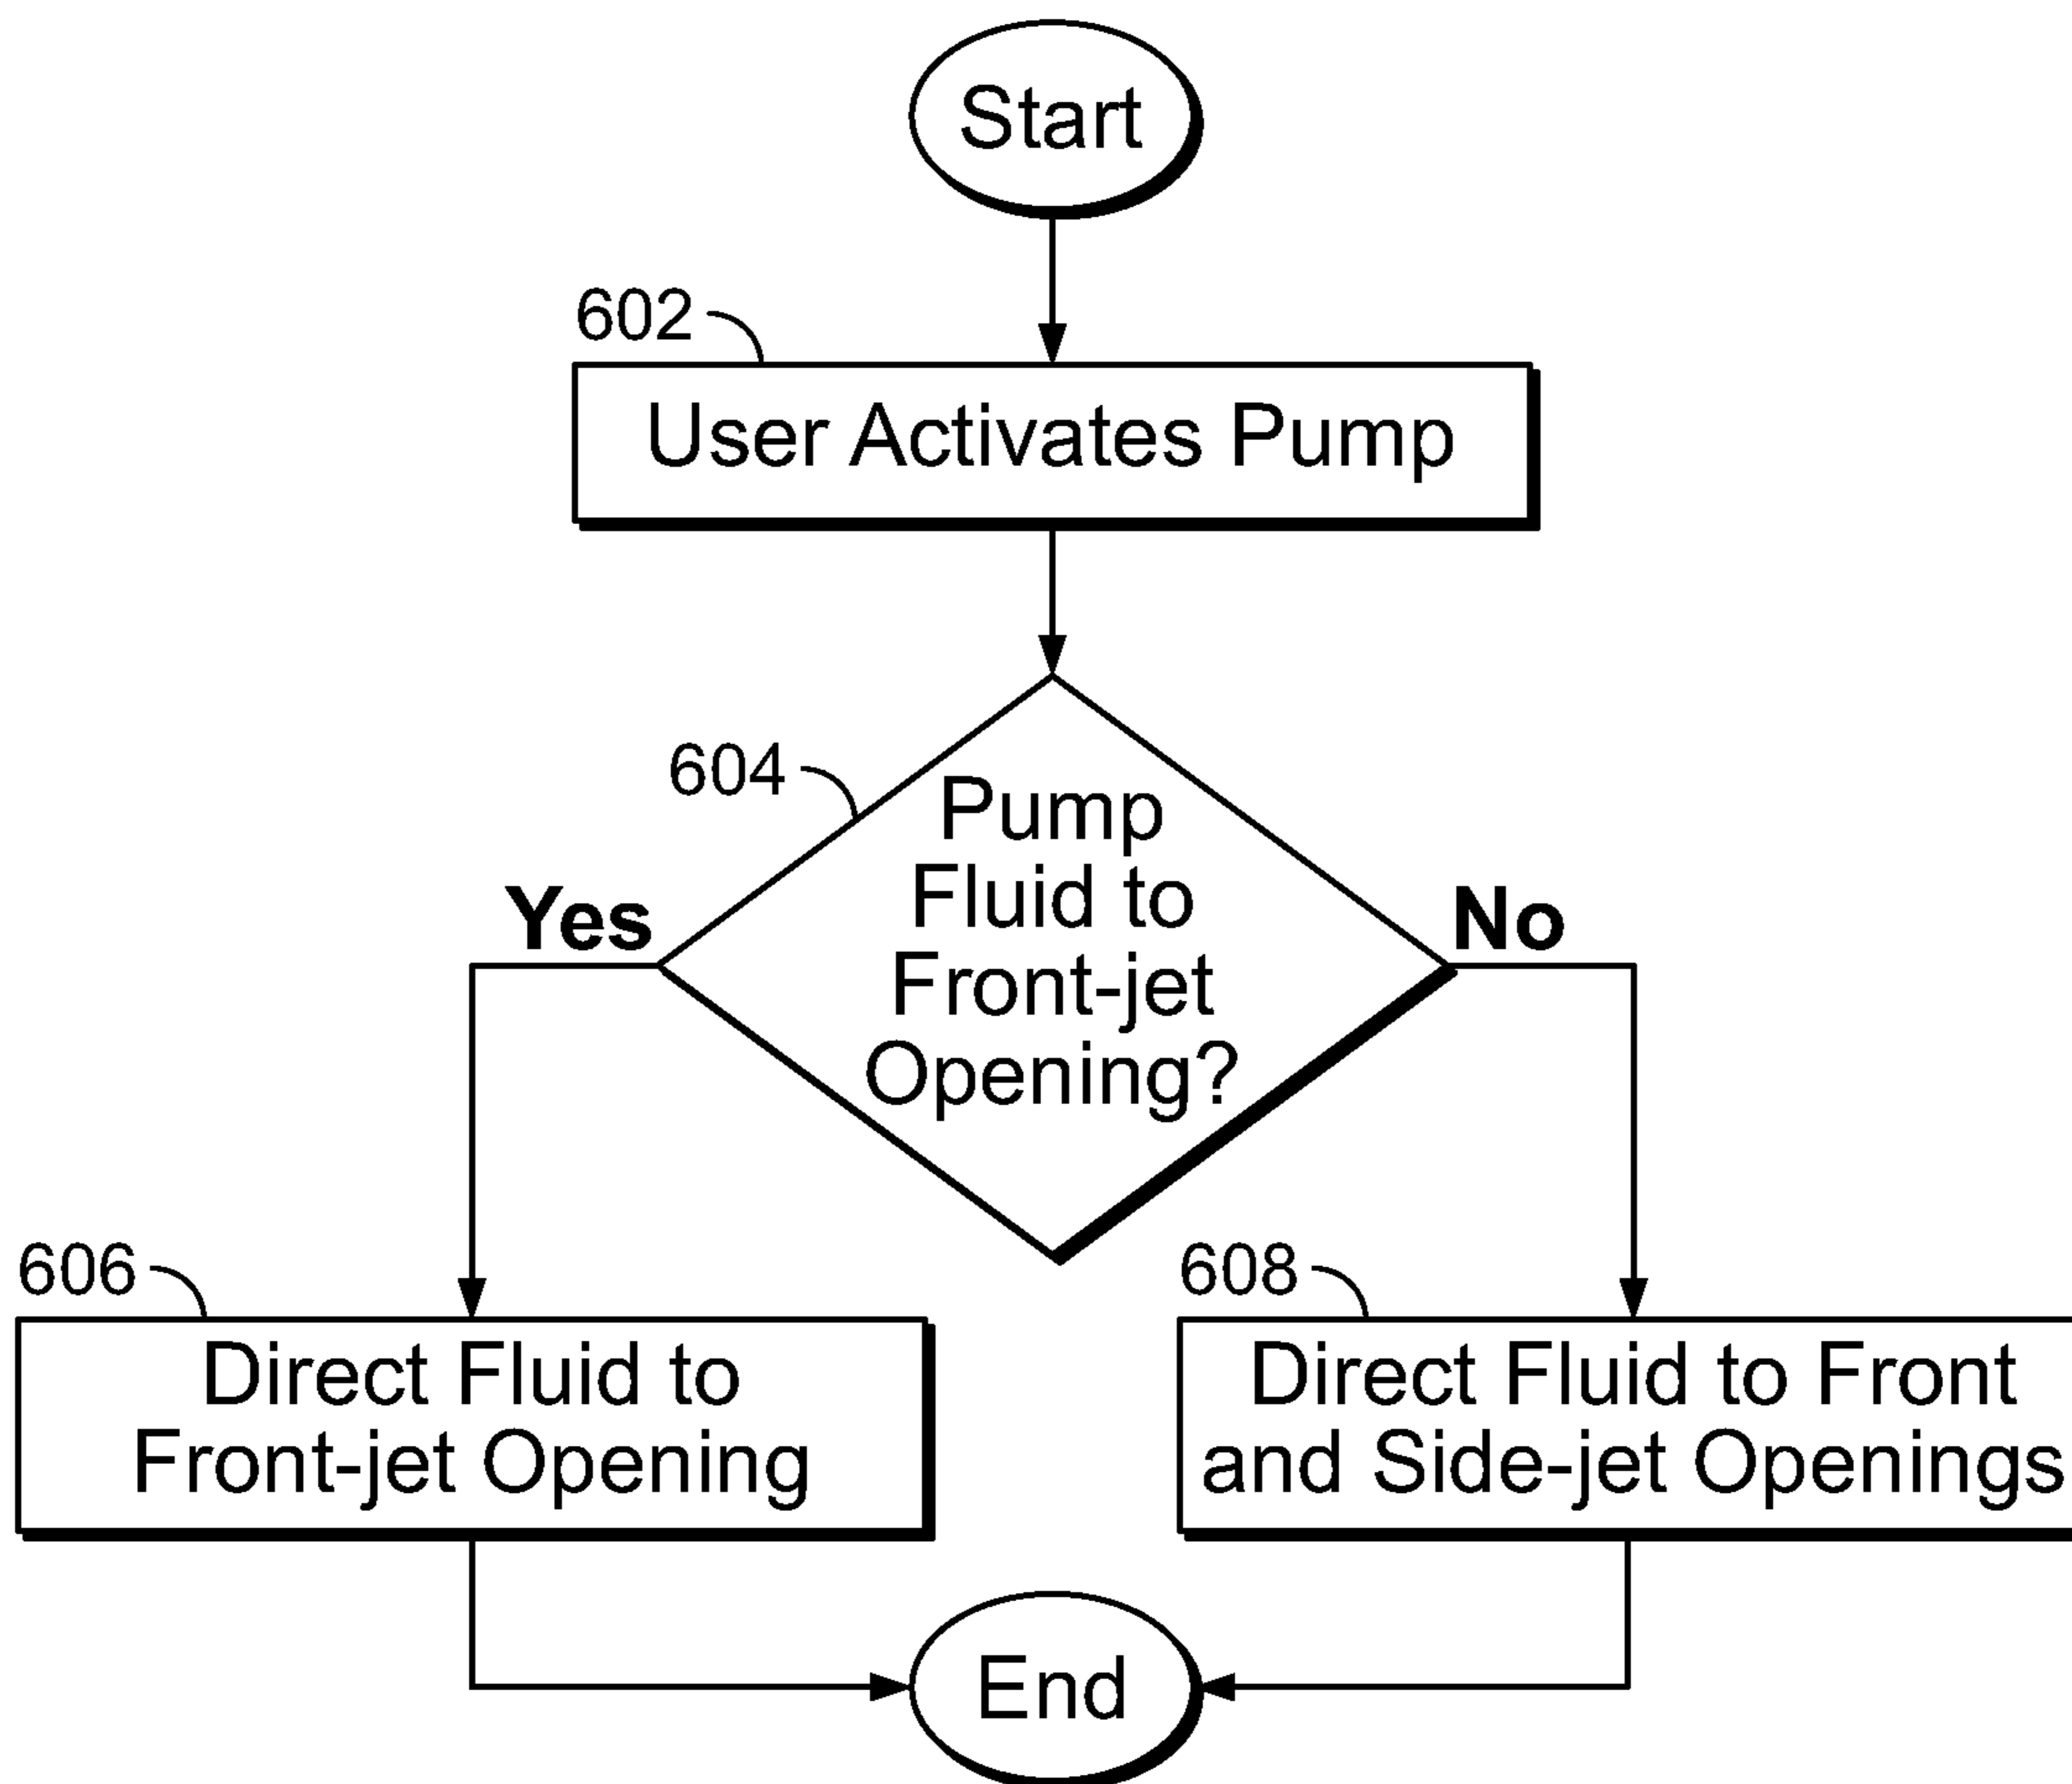 Start
602
User Activates Pump
604
Pump
Fluid to
Front-jet
Opening?
Yes
No
606
Direct Fluid to
Front-jet Opening
608
Direct Fluid to Front
and Side-jet Openings
End